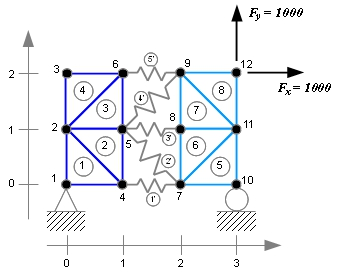 F_y = 1000
3 6 5' 9 12
2
4 4' 8 F_x = 1000
3 7
2 5 3' 8 11
1
2 6
1 2' 5
1 4 1' 7 10
0
0 1 2 3